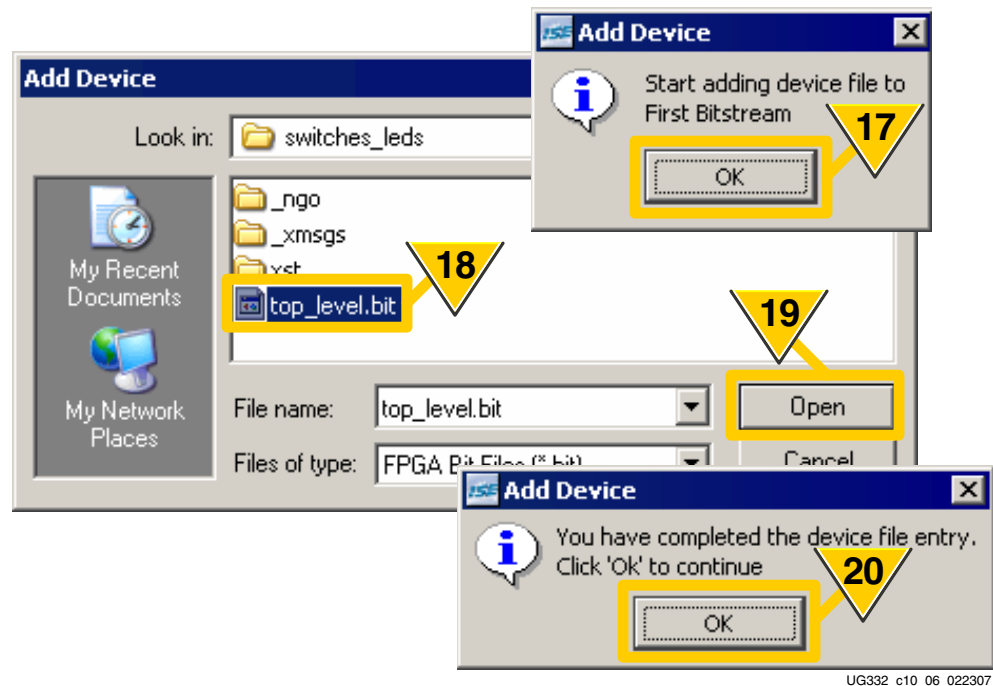 ISE Add Device
Start adding device file to
First Bitstream
17
OK
Add Device
Look in:
switches_leds
_ngo
_xmsgs
xst
18
top_level.bit
My Recent
Documents
My Network
Places
19
File name:
top_level.bit
Open
Files of type:
FPGA Bit Files (*.bit)
Cancel
ISE Add Device
You have completed the device file entry.
Click 'Ok' to continue
20
OK
UG332_c10_06_022307